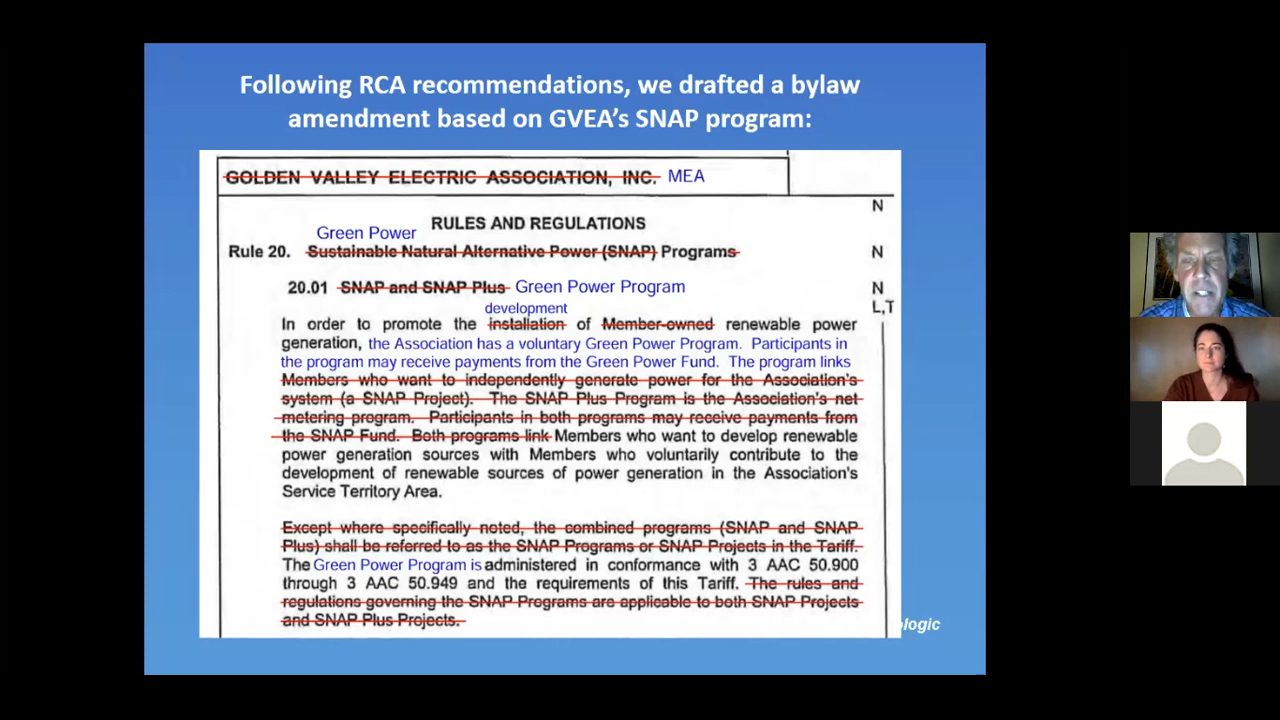 Following RCA recommendations, we drafted a bylaw
amendment based on GVEA's SNAP program:
GOLDEN VALLEY ELECTRIC ASSOCIATION, INC. MEA
N
RULES AND REGULATIONS
Green Power
Rule 20. Sustainable Natural Alternative Power (SNAP) Programs N
20.01 SNAP and SNAP Plus Green Power Program N
development L,T
In order to promote the installation of Member-owned renewable power
generation, the Association has a voluntary Green Power Program. Participants in
the program may receive payments from the Green Power Fund. The program links
Members who want to independently generate power for the Association's
system (a SNAP Project). The SNAP Plus Program is the Association's net
metering program. Participants in both programs may receive payments from
the SNAP Fund. Both programs link Members who want to develop renewable
power generation sources with Members who voluntarily contribute to the
development of renewable sources of power generation in the Association's
Service Territory Area.
Except where specifically noted, the combined programs (SNAP and SNAP
Plus) shall be referred to as the SNAP Programs or SNAP Projects in the Tariff.
The Green Power Program is administered in conformance with 3 AAC 50.900
through 3 AAC 50.949 and the requirements of this Tariff. The rules and
regulations governing the SNAP Programs are applicable to both SNAP Projects
and SNAP Plus Projects.
ologic